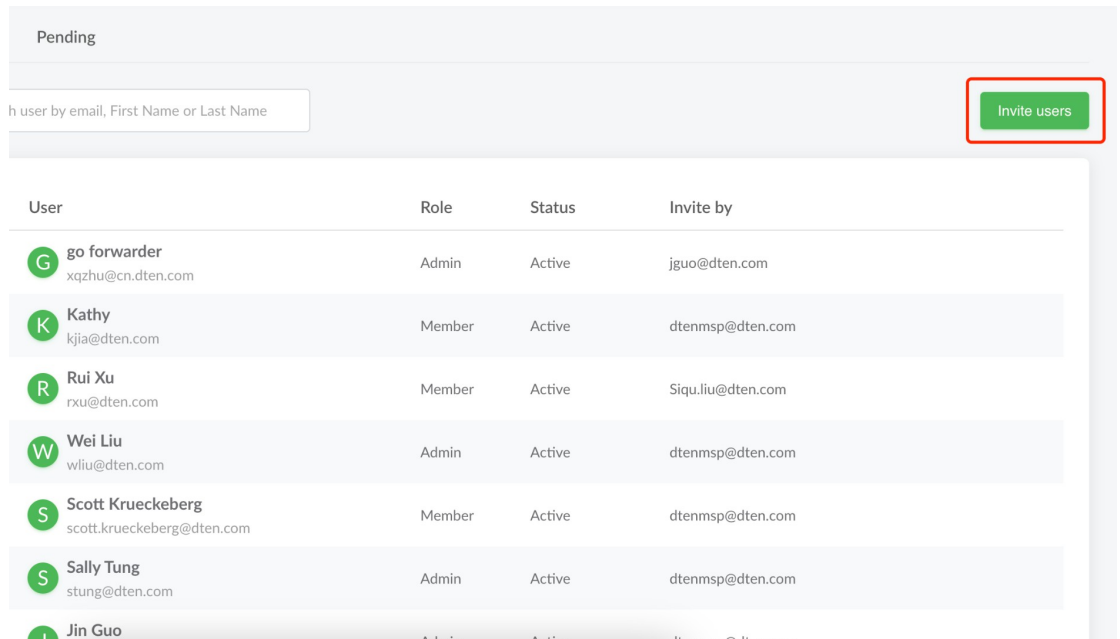 Pending
h user by email, First Name or Last Name
Invite users
User Role Status Invite by
G go forwarder
xqzhu@cn.dten.com Admin Active jguo@dten.com
K Kathy
kjia@dten.com Member Active dtenmsp@dten.com
R Rui Xu
rxu@dten.com Member Active Siqu.liu@dten.com
W Wei Liu
wliu@dten.com Admin Active dtenmsp@dten.com
S Scott Krueckeberg
scott.krueckeberg@dten.com Member Active dtenmsp@dten.com
S Sally Tung
stung@dten.com Admin Active dtenmsp@dten.com
Jin Guo